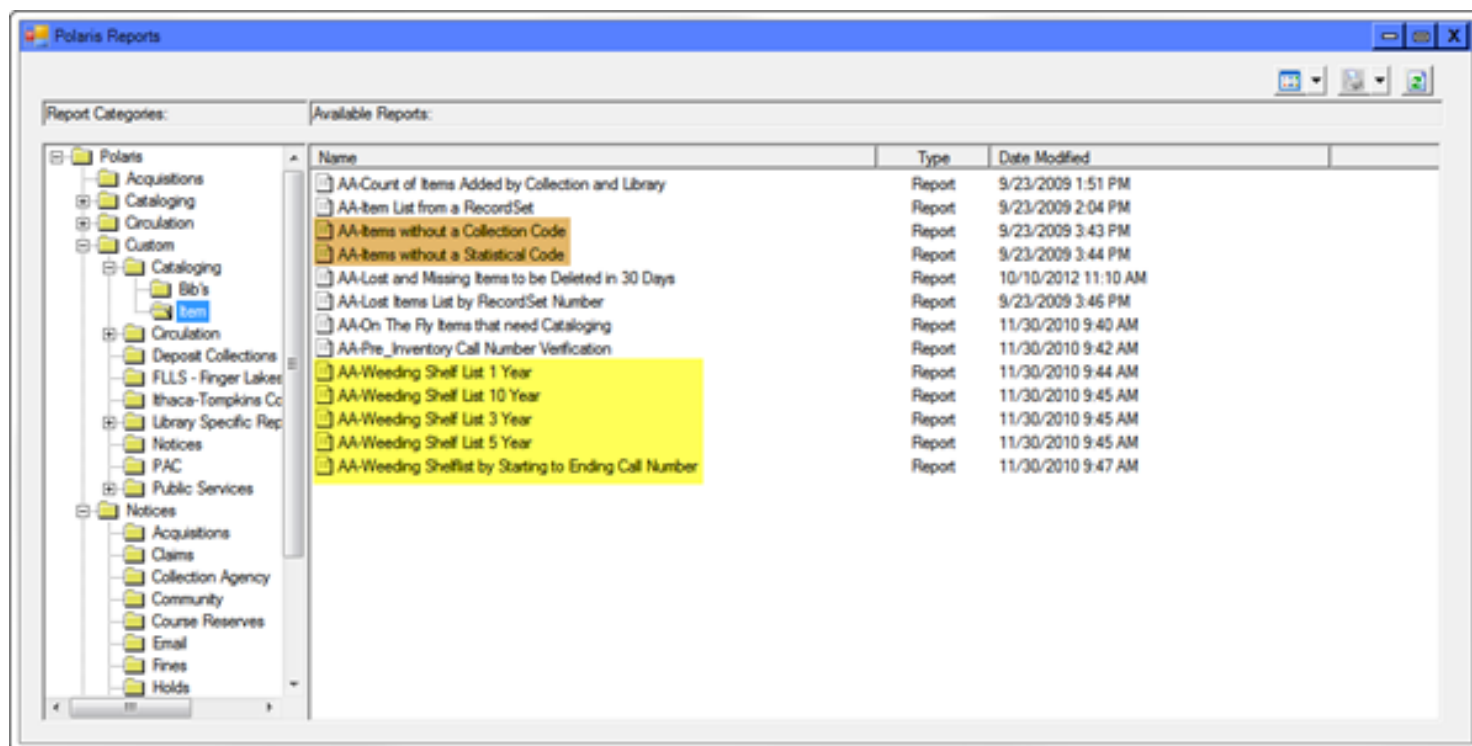 Polaris Reports
X
Report Categories:
Available Reports:
Polaris
Acquisitions
Cataloging
Circulation
Custom
Cataloging
Bib's
Item
Circulation
Deposit Collections
FLLS - Finger Lakes
Ithaca-Tompkins Co
Library Specific Rep
Notices
PAC
Public Services
Notices
Acquisitions
Claims
Collection Agency
Community
Course Reserves
Email
Fines
Holds
Name Type Date Modified
AA-Count of Items Added by Collection and Library Report 9/23/2009 1:51 PM
AA-Item List from a RecordSet Report 9/23/2009 2:04 PM
AA-Items without a Collection Code Report 9/23/2009 3:43 PM
AA-Items without a Statistical Code Report 9/23/2009 3:44 PM
AA-Lost and Missing Items to be Deleted in 30 Days Report 10/10/2012 11:10 AM
AA-Lost Items List by RecordSet Number Report 9/23/2009 3:46 PM
AA-On The Fly Items that need Cataloging Report 11/30/2010 9:40 AM
AA-Pre_Inventory Call Number Verification Report 11/30/2010 9:42 AM
AA-Weeding Shelf List 1 Year Report 11/30/2010 9:44 AM
AA-Weeding Shelf List 10 Year Report 11/30/2010 9:45 AM
AA-Weeding Shelf List 3 Year Report 11/30/2010 9:45 AM
AA-Weeding Shelf List 5 Year Report 11/30/2010 9:45 AM
AA-Weeding Shelflist by Starting to Ending Call Number Report 11/30/2010 9:47 AM